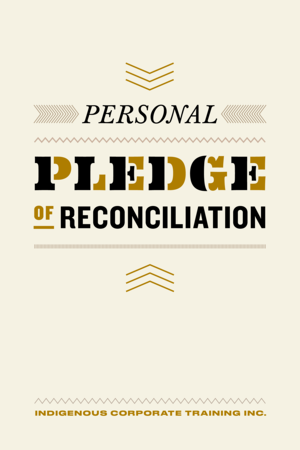 PERSONAL
PLEDGE
OF RECONCILIATION
INDIGENOUS CORPORATE TRAINING INC.